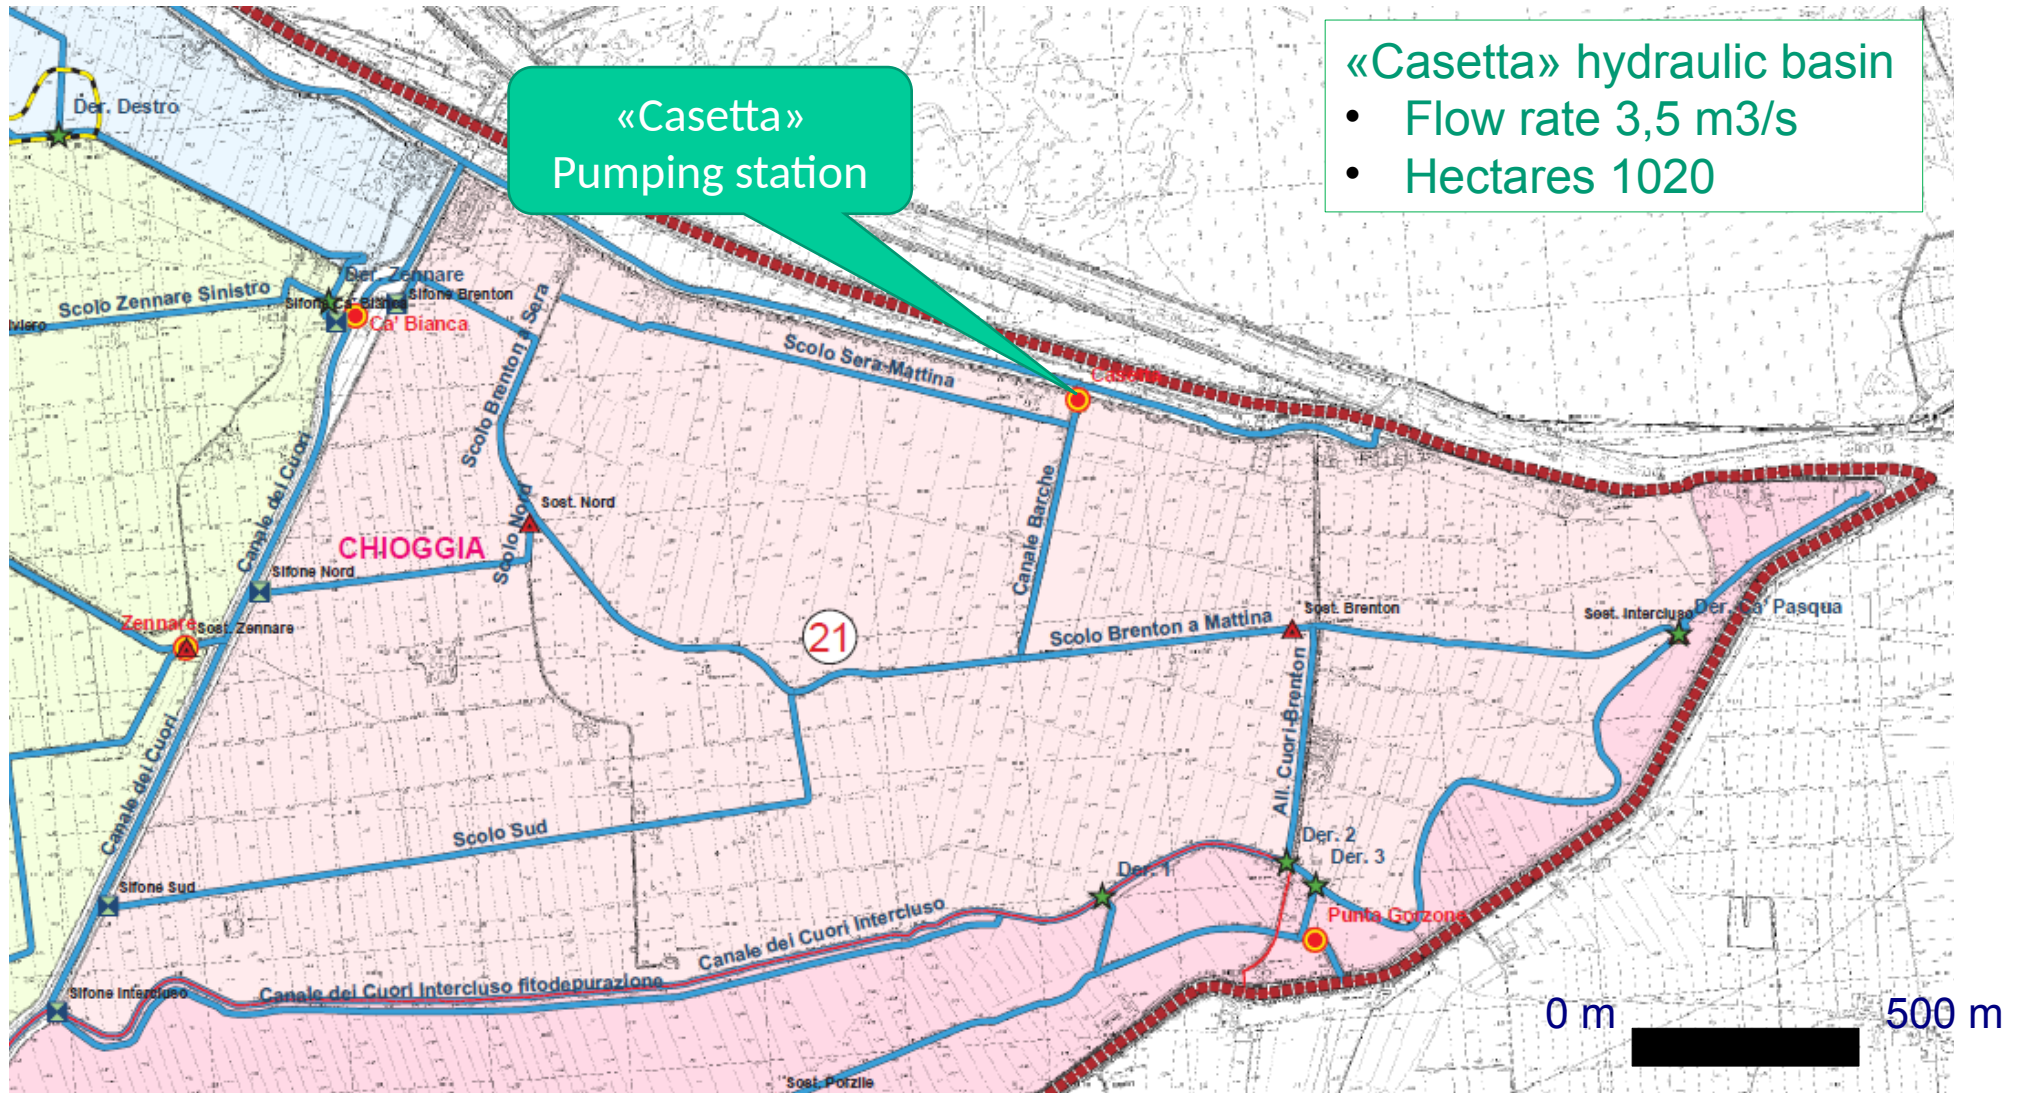 «Casetta» hydraulic basin
• Flow rate 3,5 m3/s
• Hectares 1020
«Casetta»
Pumping station
Der. Destro
Der. Zennare
Scolo Zennare Sinistro
Sifone Ca' Bianca
Sifone Brenton
Ca' Bianca
Scolo Brenton a Sera
Scolo Sera-Mattina
Casetta
Canale dei Cuori
Scolo Nord
Sost. Nord
CHIOGGIA
Sifone Nord
Canale Barche
Zennare
Sost. Zennare
21
Scolo Brenton a Mattina
Sost. Brenton
Sost. Intercluso
Der. Ca' Pasqua
All. Cuori-Brenton
Canale dei Cuori
Scolo Sud
Sifone Sud
Der. 2
Der. 3
Der. 1
Punta Gorzone
Canale dei Cuori Intercluso
Canale dei Cuori Intercluso fitodepurazione
Sifone Intercluso
0 m
500 m
Sost. Porzile